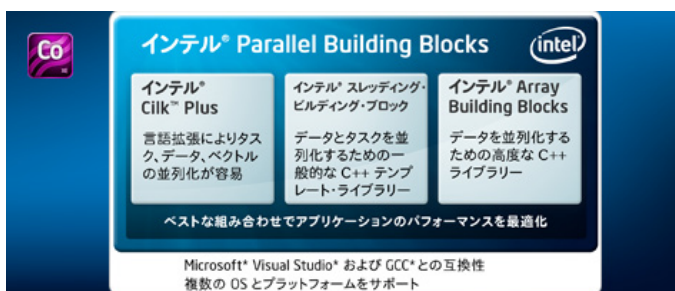 Co
インテル® Parallel Building Blocks
intel
インテル®
Cilk™ Plus
言語拡張によりタス
ク、データ、ベクトル
の並列化が容易
インテル® スレッディング・
ビルディング・ブロック
データとタスクを並
列化するための一
般的な C++ テンプ
レート・ライブラリー
インテル® Array
Building Blocks
データを並列化する
ための高度な C++
ライブラリー
ベストな組み合わせでアプリケーションのパフォーマンスを最適化
Microsoft* Visual Studio* および GCC* との互換性
複数の OS とプラットフォームをサポート